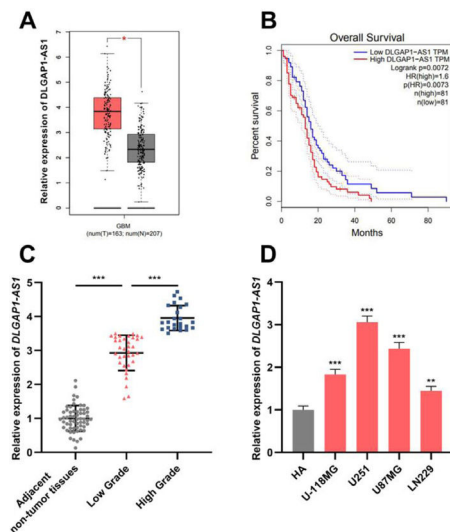 A
Relative expression of DLGAP1-AS1
7
6
5
4
3
2
1
0
*
GBM
(num(T)=163; num(N)=207)
B
Overall Survival
Percent survival
1.0
0.8
0.6
0.4
0.2
0.0
Low DLGAP1-AS1 TPM
High DLGAP1-AS1 TPM
Logrank p=0.0072
HR(high)=1.6
p(HR)=0.0073
n(high)=81
n(low)=81
0 20 40 60 80
Months
C
Relative expression of DLGAP1-AS1
5
4
3
2
1
0
*** ***
Adjacent
non-tumor tissues
Low Grade
High Grade
D
Relative expression of DLGAP1-AS1
4
3
2
1
0
***
***
***
**
HA
U-118MG
U251
U87MG
LN229